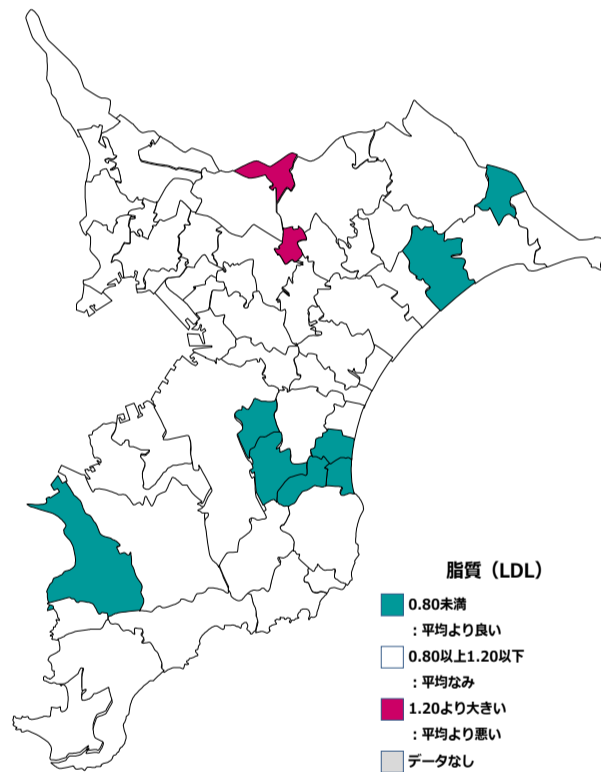 脂質（LDL）
0.80未満
：平均より良い
0.80以上1.20以下
：平均なみ
1.20より大きい
：平均より悪い
データなし